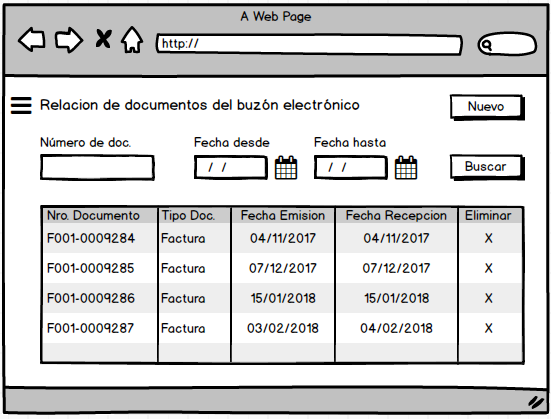 A Web Page
http://
Relacion de documentos del buzón electrónico
Nuevo
Número de doc. Fecha desde Fecha hasta
/ / / / Buscar
Nro. Documento Tipo Doc. Fecha Emision Fecha Recepcion Eliminar
F001-0009284 Factura 04/11/2017 04/11/2017 X
F001-0009285 Factura 07/12/2017 07/12/2017 X
F001-0009286 Factura 15/01/2018 15/01/2018 X
F001-0009287 Factura 03/02/2018 04/02/2018 X